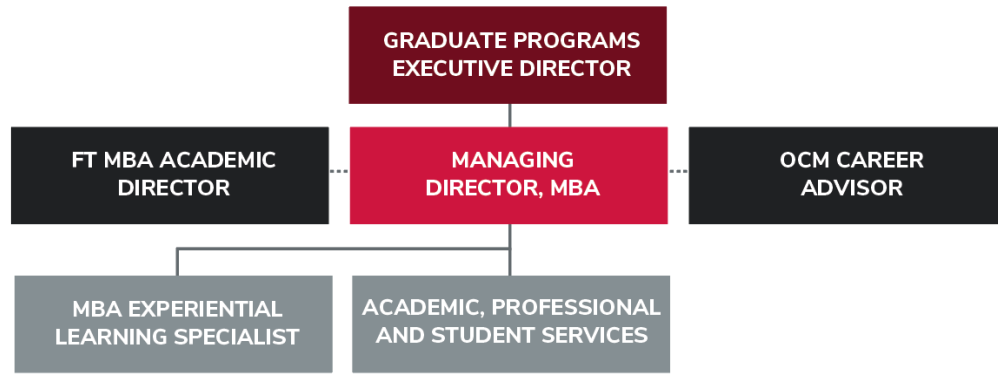 GRADUATE PROGRAMS
EXECUTIVE DIRECTOR
FT MBA ACADEMIC
DIRECTOR
MANAGING
DIRECTOR, MBA
OCM CAREER
ADVISOR
MBA EXPERIENTIAL
LEARNING SPECIALIST
ACADEMIC, PROFESSIONAL
AND STUDENT SERVICES